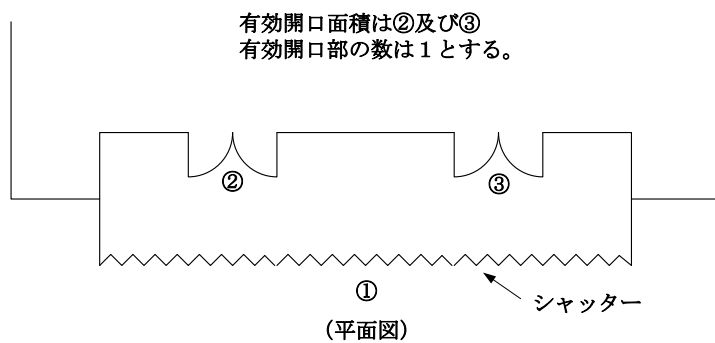 有効開口面積は②及び③
有効開口部の数は１とする。
②
③
①
シャッター
（平面図）